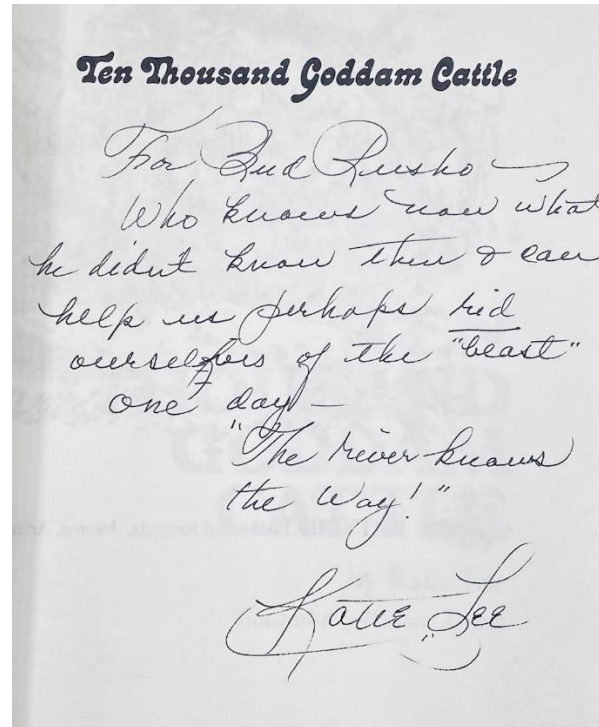 Ten Thousand Goddam Cattle
For Bud Rusho —
Who knows now what
he didn't know then & can
help us perhaps rid
ourselves of the "beast"
one day —
"The river knows
the way!"
Katie Lee